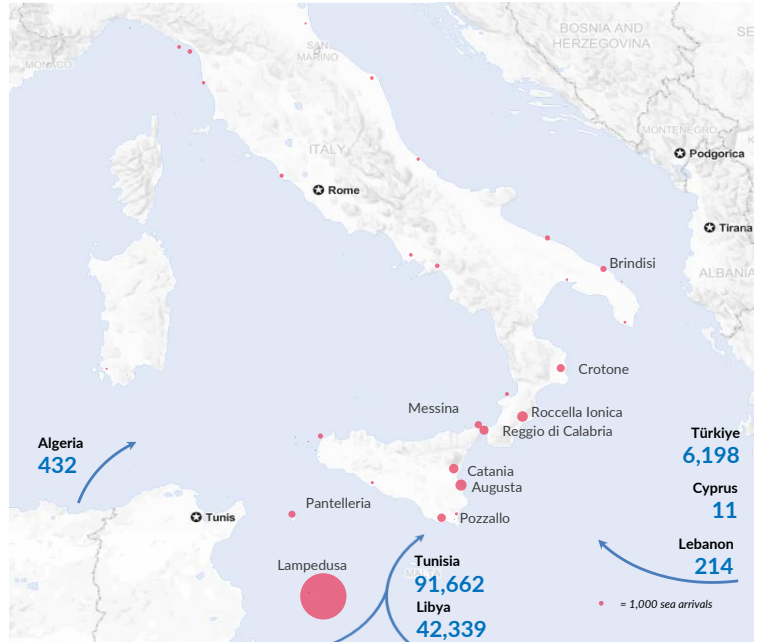 BOSNIA AND
HERZEGOVINA
SE
SAN
MARINO
MONACO
MONTENEGRO
ITALY
Podgorica
Rome
Tirana
Brindisi
ALBANIA
Crotone
Messina
Roccella Ionica
Reggio di Calabria
Algeria
432
Türkiye
6,198
Catania
Augusta
Cyprus
11
Pantelleria
Tunis
Pozzallo
Lebanon
214
Lampedusa
Tunisia
91,662
Libya
42,339
= 1,000 sea arrivals